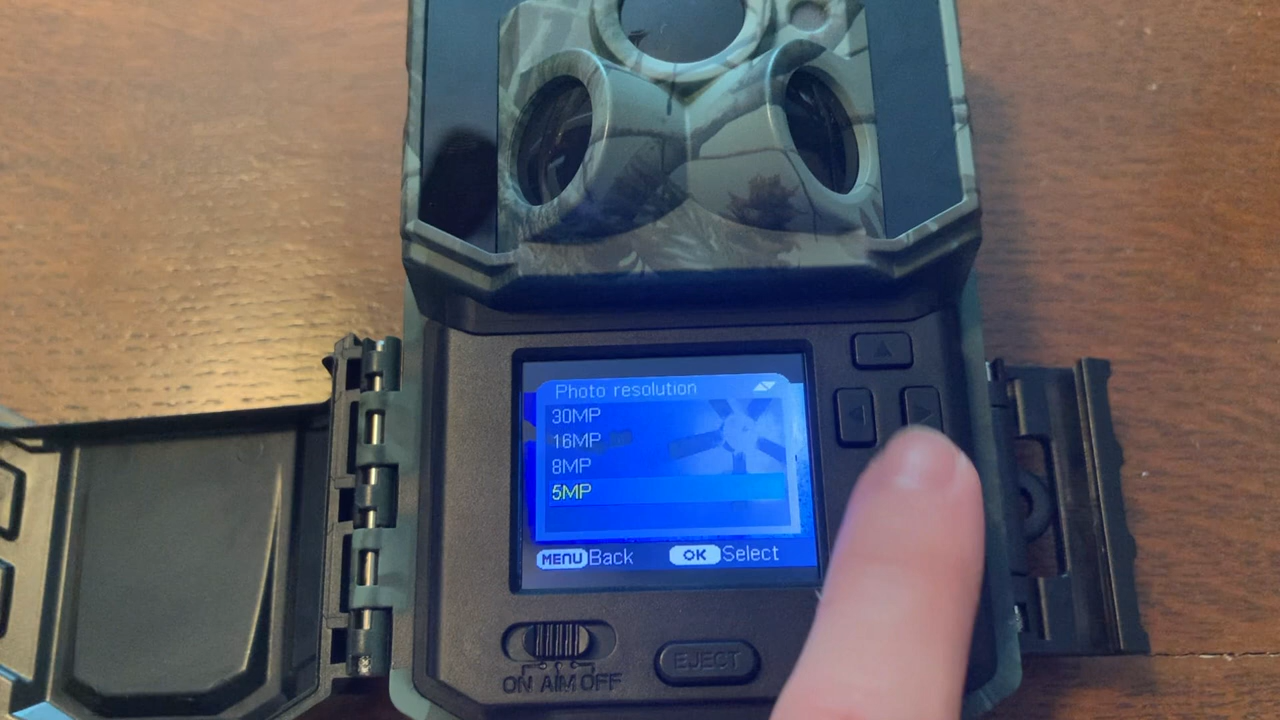 Photo resolution
30MP
16MP
8MP
5MP
MENU Back OK Select
EJECT
ON AIM OFF